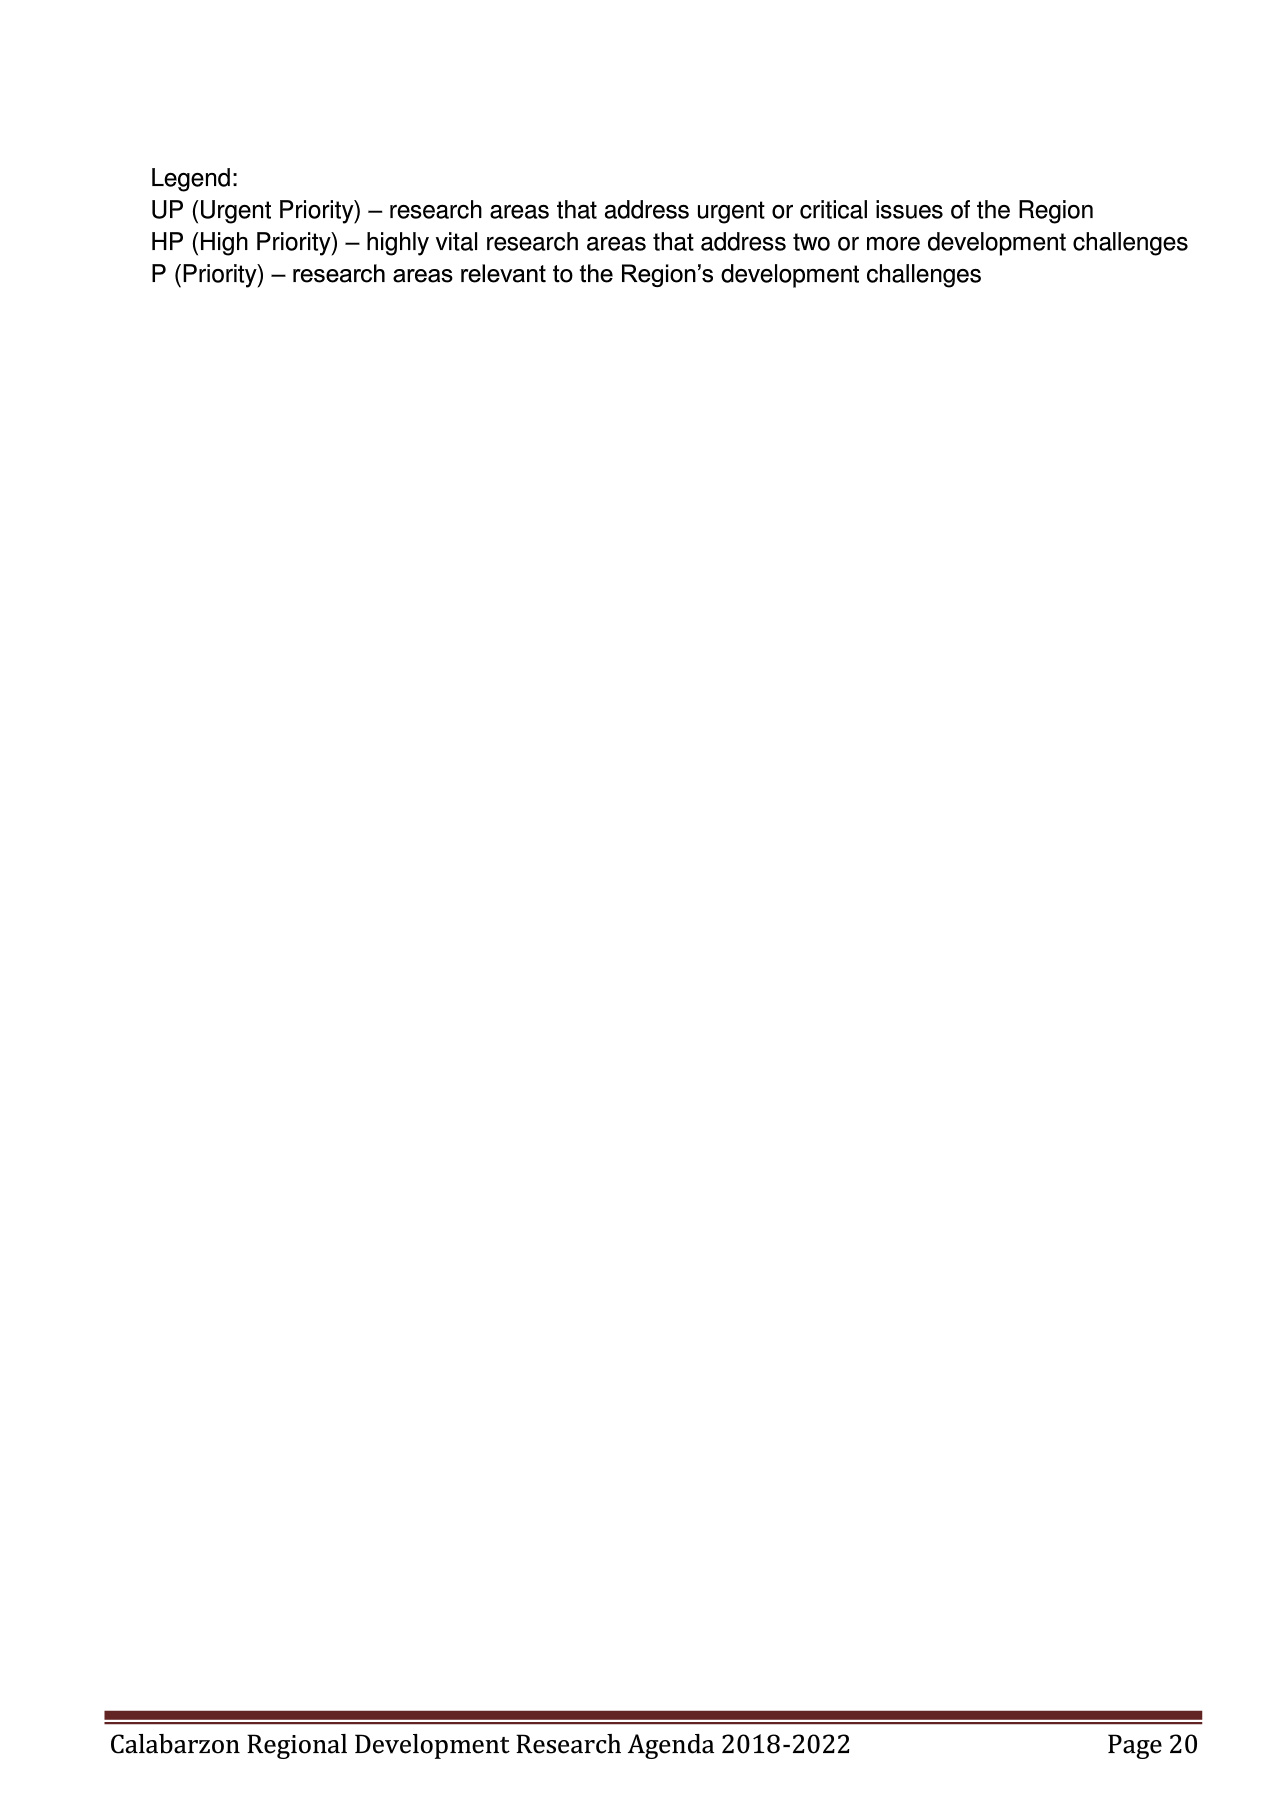 Legend:
UP (Urgent Priority) – research areas that address urgent or critical issues of the Region
HP (High Priority) – highly vital research areas that address two or more development challenges
P (Priority) – research areas relevant to the Region’s development challenges
Calabarzon Regional Development Research Agenda 2018-2022 Page 20